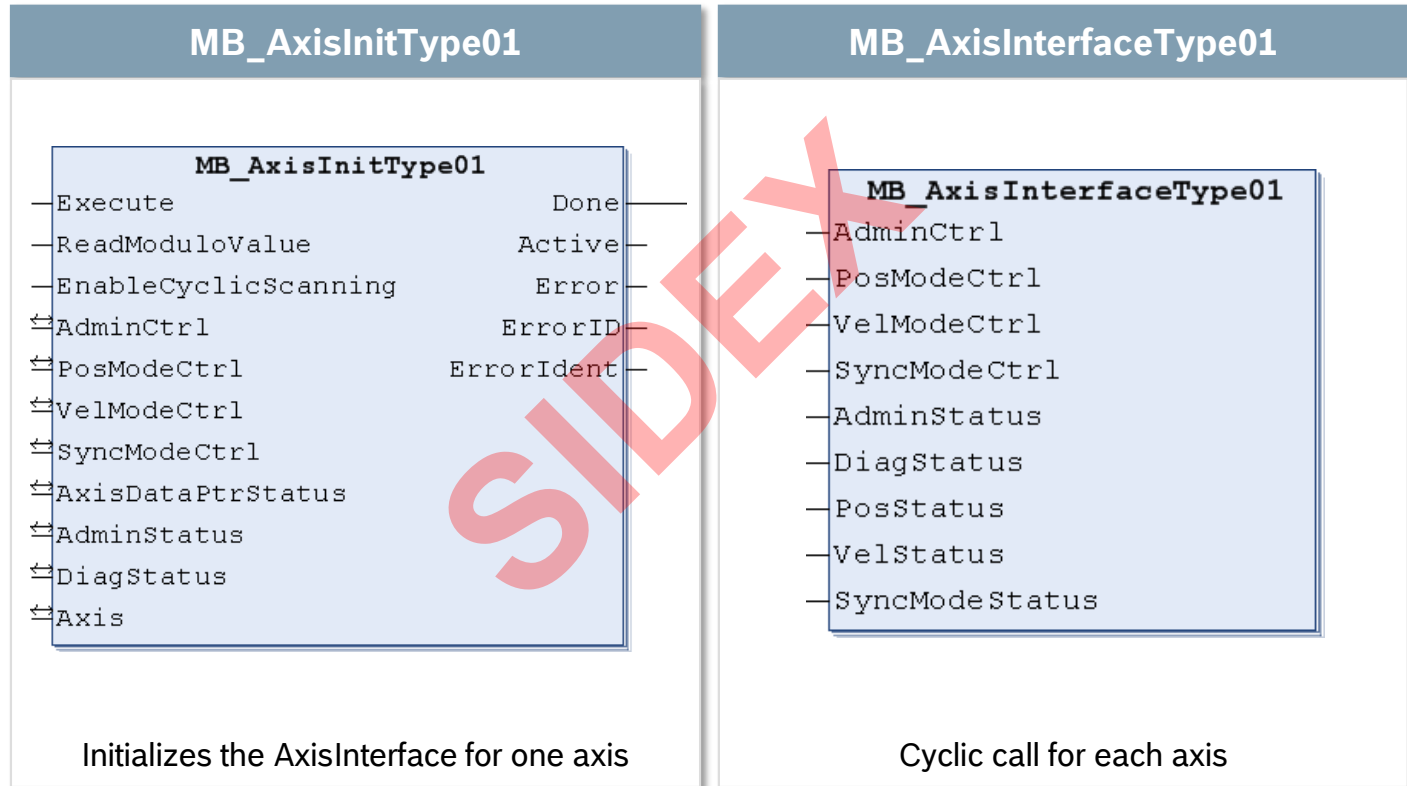 MB_AxisInitType01
MB_AxisInitType01
Execute Done
ReadModuloValue Active
EnableCyclicScanning Error
AdminCtrl ErrorID
PosModeCtrl ErrorIdent
VelModeCtrl
SyncModeCtrl
AxisDataPtrStatus
AdminStatus
DiagStatus
Axis
Initializes the AxisInterface for one axis
MB_AxisInterfaceType01
MB_AxisInterfaceType01
AdminCtrl
PosModeCtrl
VelModeCtrl
SyncModeCtrl
AdminStatus
DiagStatus
PosStatus
VelStatus
SyncModeStatus
Cyclic call for each axis
SIDEX